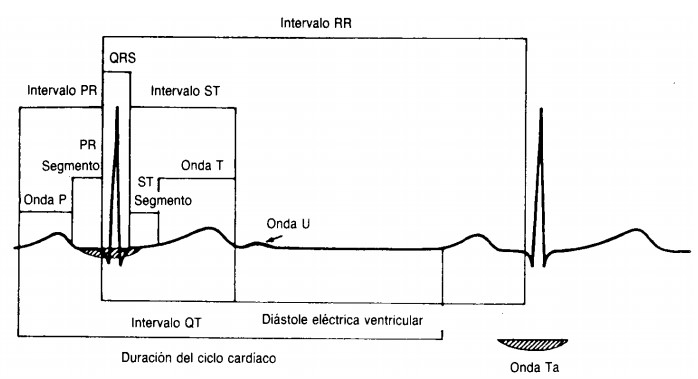 Intervalo RR
QRS
Intervalo PR
Intervalo ST
PR
Segmento
Onda T
ST
Segmento
Onda P
Onda U
Intervalo QT
Diástole eléctrica ventricular
Duración del ciclo cardíaco
Onda Ta